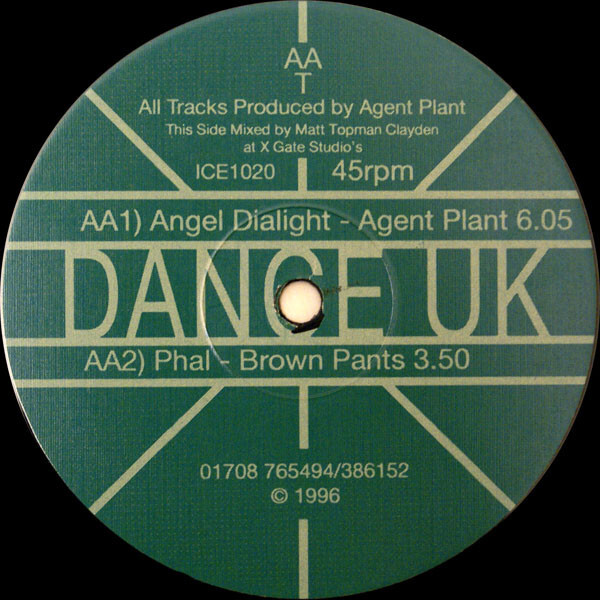 AA
T
All Tracks Produced by Agent Plant
This Side Mixed by Matt Topman Clayden
at X Gate Studio's
ICE1020 45rpm
AA1) Angel Dialight - Agent Plant 6.05
DANCE UK
AA2) Phal - Brown Pants 3.50
01708 765494/386152
© 1996